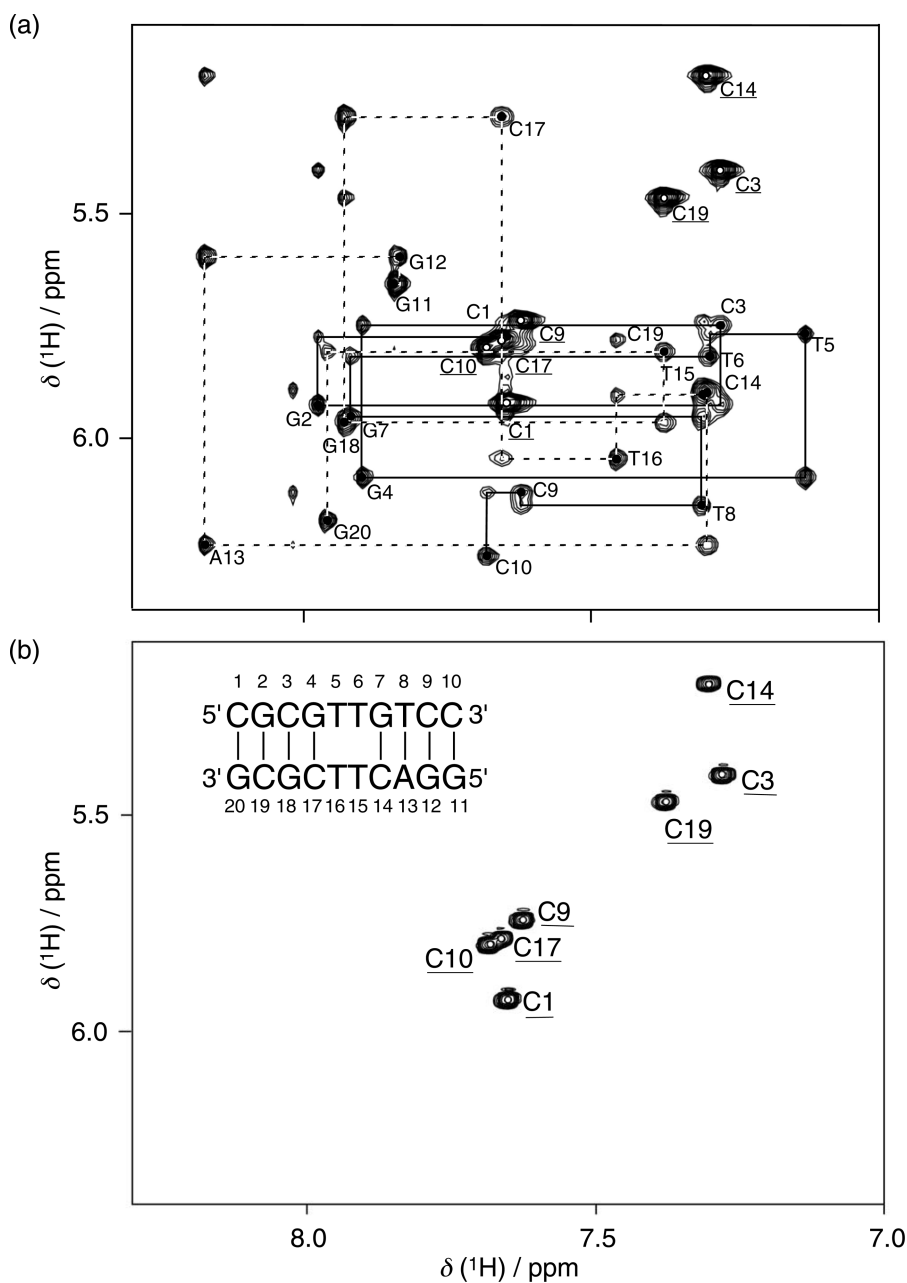 (a)
C14
C17
C3
5.5
C19
G12
G11
C1
C3
C9
C19
T5
C10
C17
T6
T15
C14
G2
G7
C1
6.0
G18
T16
G4
C9
T8
G20
A13
C10
δ (¹H) / ppm
(b)
1 2 3 4 5 6 7 8 9 10
5'CGCGTTGTCC3'
3'GCGCTTCAGG5'
20 19 18 17 16 15 14 13 12 11
C14
C3
5.5
C19
C9
C10
C17
C1
6.0
δ (¹H) / ppm
8.0 7.5 7.0
δ (¹H) / ppm